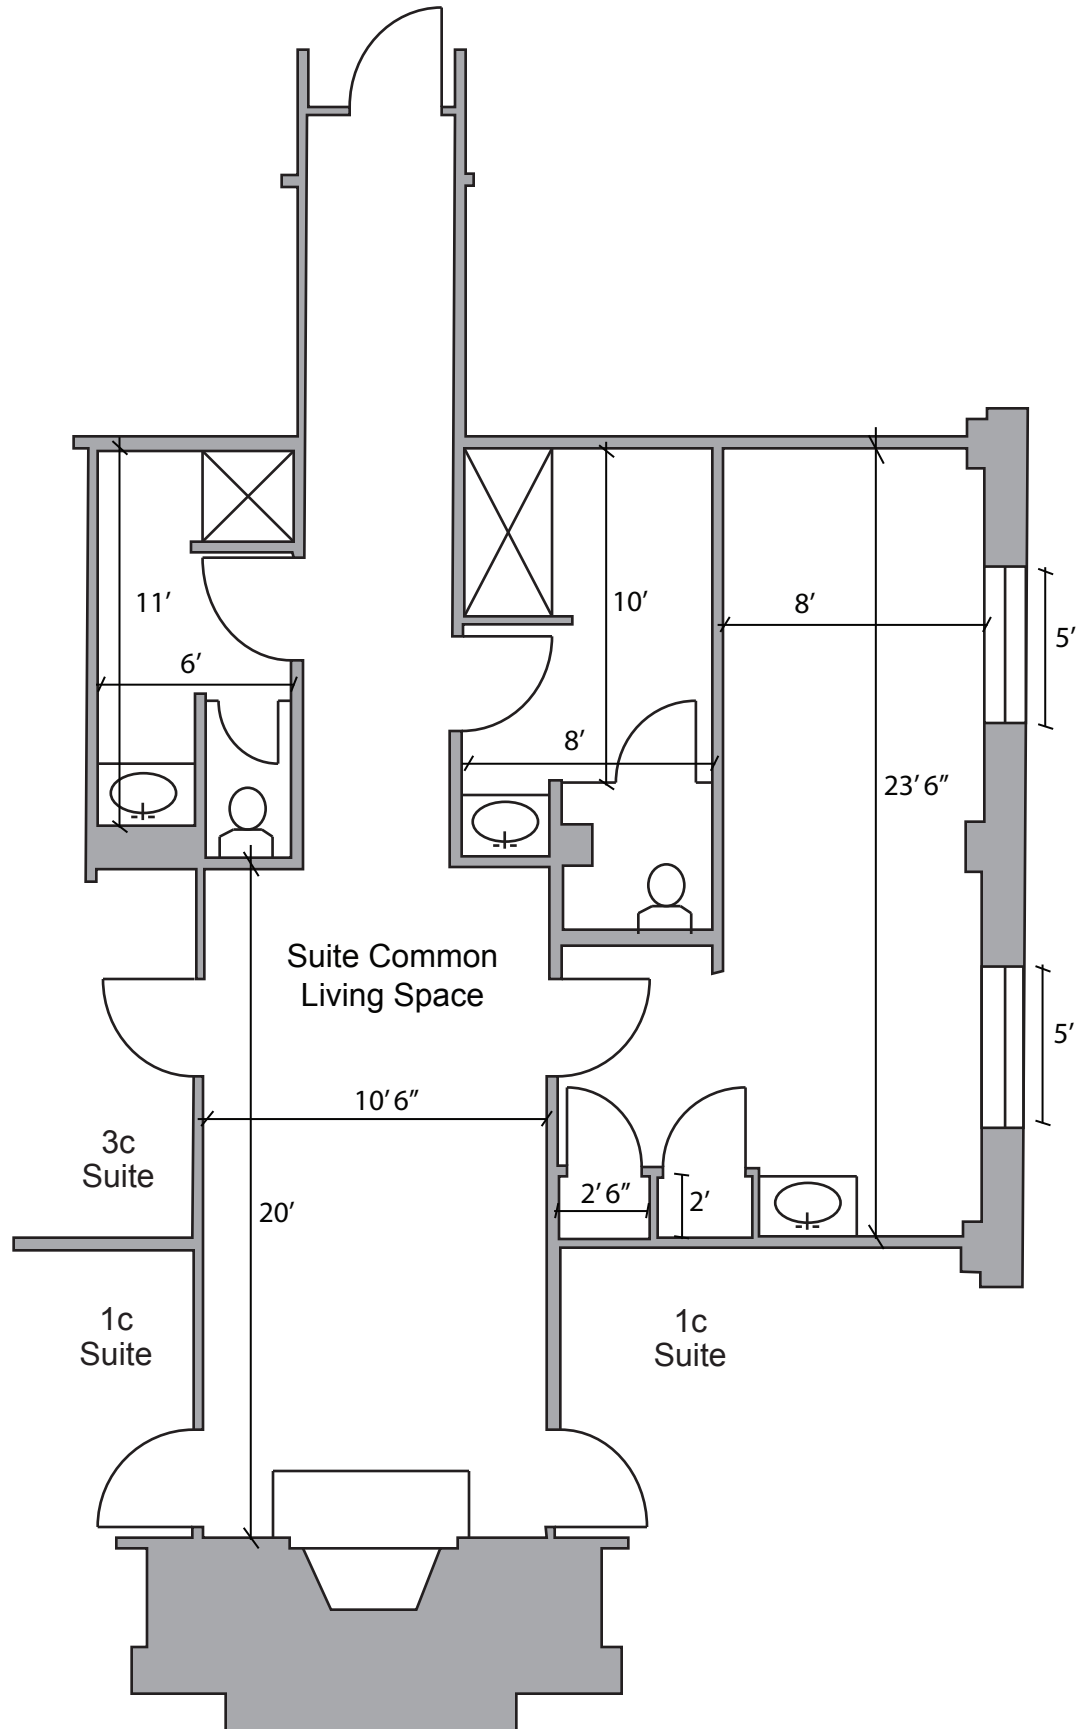 11’
10’
8’
5’
6’
8’
23’ 6”
Suite Common
Living Space
5’
10’ 6”
3c
Suite
2’ 6”
2’
20’
1c
Suite
1c
Suite